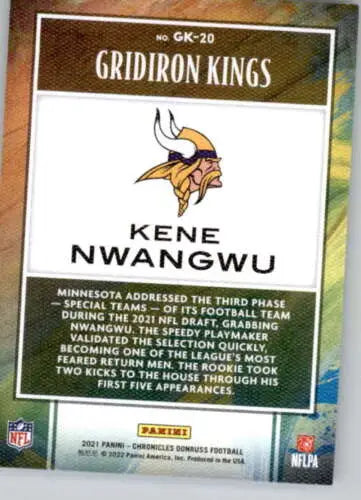 NO. GK-20
GRIDIRON KINGS
KENE
NWANGWU
MINNESOTA ADDRESSED THE THIRD PHASE
— SPECIAL TEAMS — OF ITS FOOTBALL TEAM
DURING THE 2021 NFL DRAFT, GRABBING
NWANGWU. THE SPEEDY PLAYMAKER
VALIDATED THE SELECTION QUICKLY,
BECOMING ONE OF THE LEAGUE'S MOST
FEARED RETURN MEN. THE ROOKIE TOOK
TWO KICKS TO THE HOUSE THROUGH HIS
FIRST FIVE APPEARANCES.
PANINI
NFL
2021 PANINI – CHRONICLES DONRUSS FOOTBALL
© 2022 Panini America, Inc. Produced in the USA.
NFLPA